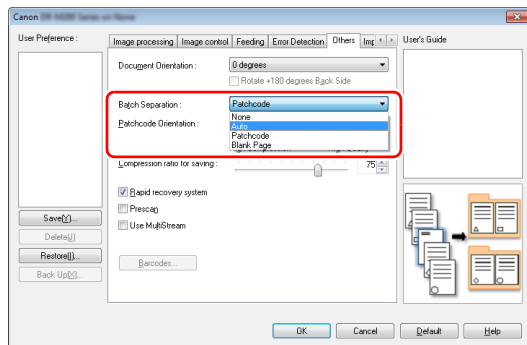 Canon
User Preference :
Image processing Image control Feeding Error Detection Others
User's Guide
Document Orientation :
0 degrees
Rotate +180 degrees Back Side
Batch Separation :
Patchcode
None
Auto
Patchcode
Blank Page
Patchcode Orientation :
Compression ratio for saving :
75
Rapid recovery system
Prescan
Use MultiStream
Barcodes...
Save(Y)...
Delete(J)
Restore(I)...
Back Up(X)...
OK
Cancel
Default
Help